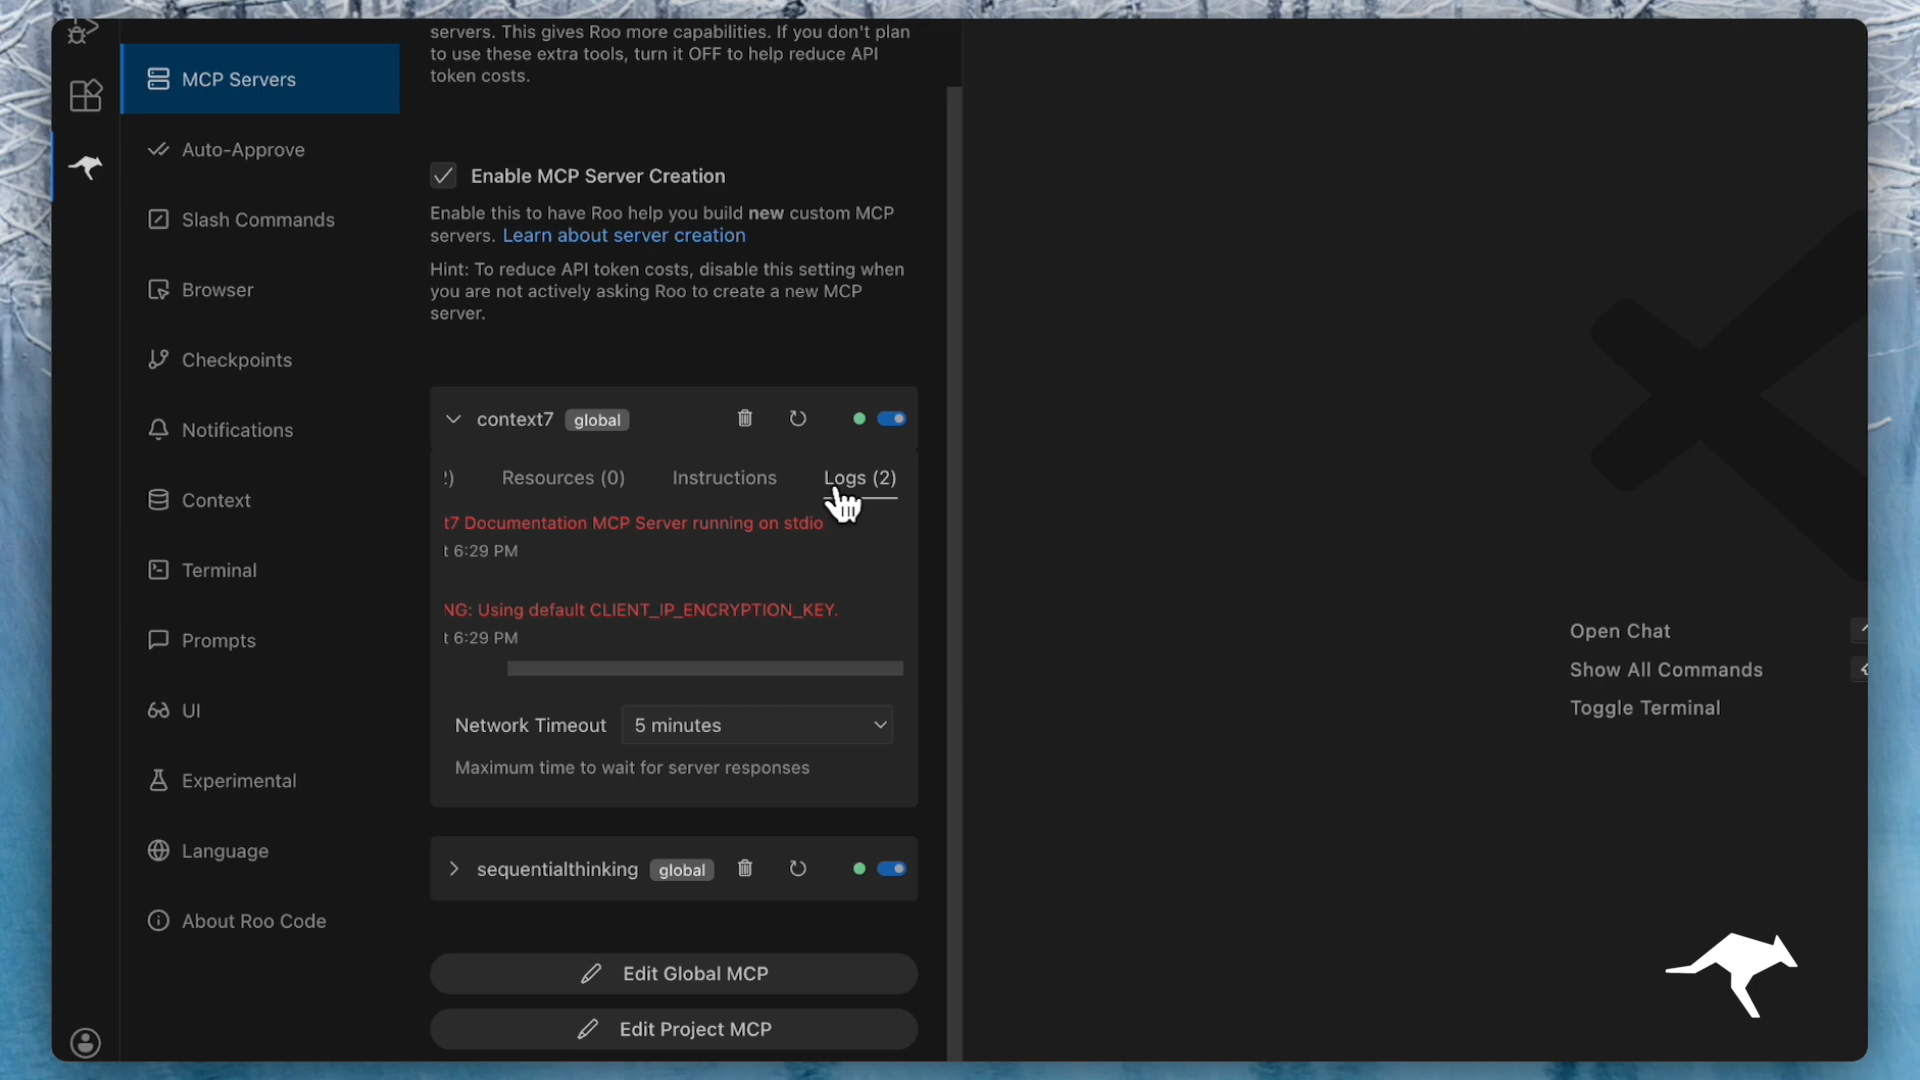 servers. This gives Roo more capabilities. If you don't plan
to use these extra tools, turn it OFF to help reduce API
token costs.
MCP Servers
Auto-Approve
Slash Commands
Browser
Checkpoints
Notifications
Context
Terminal
Prompts
UI
Experimental
Language
About Roo Code
Enable MCP Server Creation
Enable this to have Roo help you build new custom MCP
servers. Learn about server creation
Hint: To reduce API token costs, disable this setting when
you are not actively asking Roo to create a new MCP
server.
context7 global
Resources (0) Instructions Logs (2)
t7 Documentation MCP Server running on stdio
t 6:29 PM
NG: Using default CLIENT_IP_ENCRYPTION_KEY.
t 6:29 PM
Network Timeout 5 minutes
Maximum time to wait for server responses
sequentialthinking global
Edit Global MCP
Edit Project MCP
Open Chat
Show All Commands
Toggle Terminal